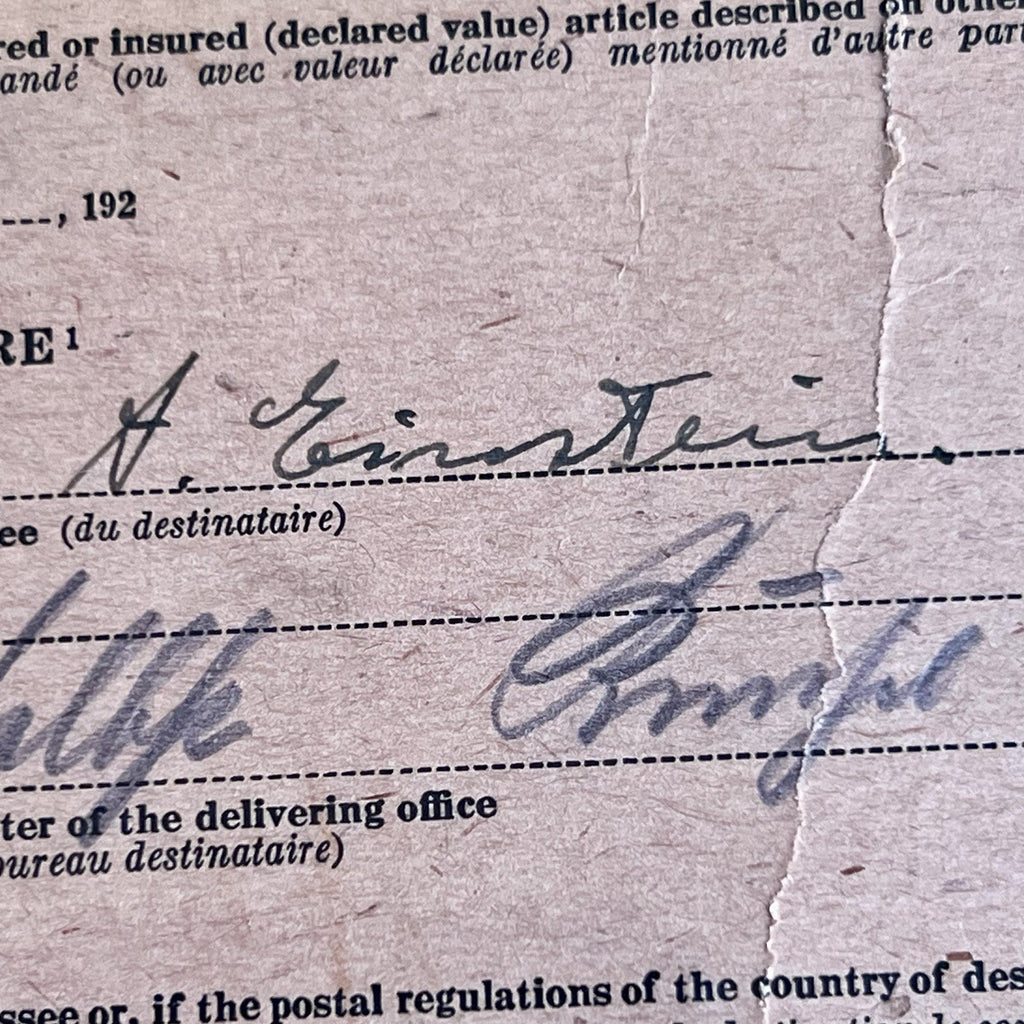 red or insured (declared value) article described on othe
andé (ou avec valeur déclarée) mentionné d'autre part
---, 192
RE ¹
A. Einstein.
ee (du destinataire)
ter of the delivering office
bureau destinataire)
ssee or, if the postal regulations of the country of des